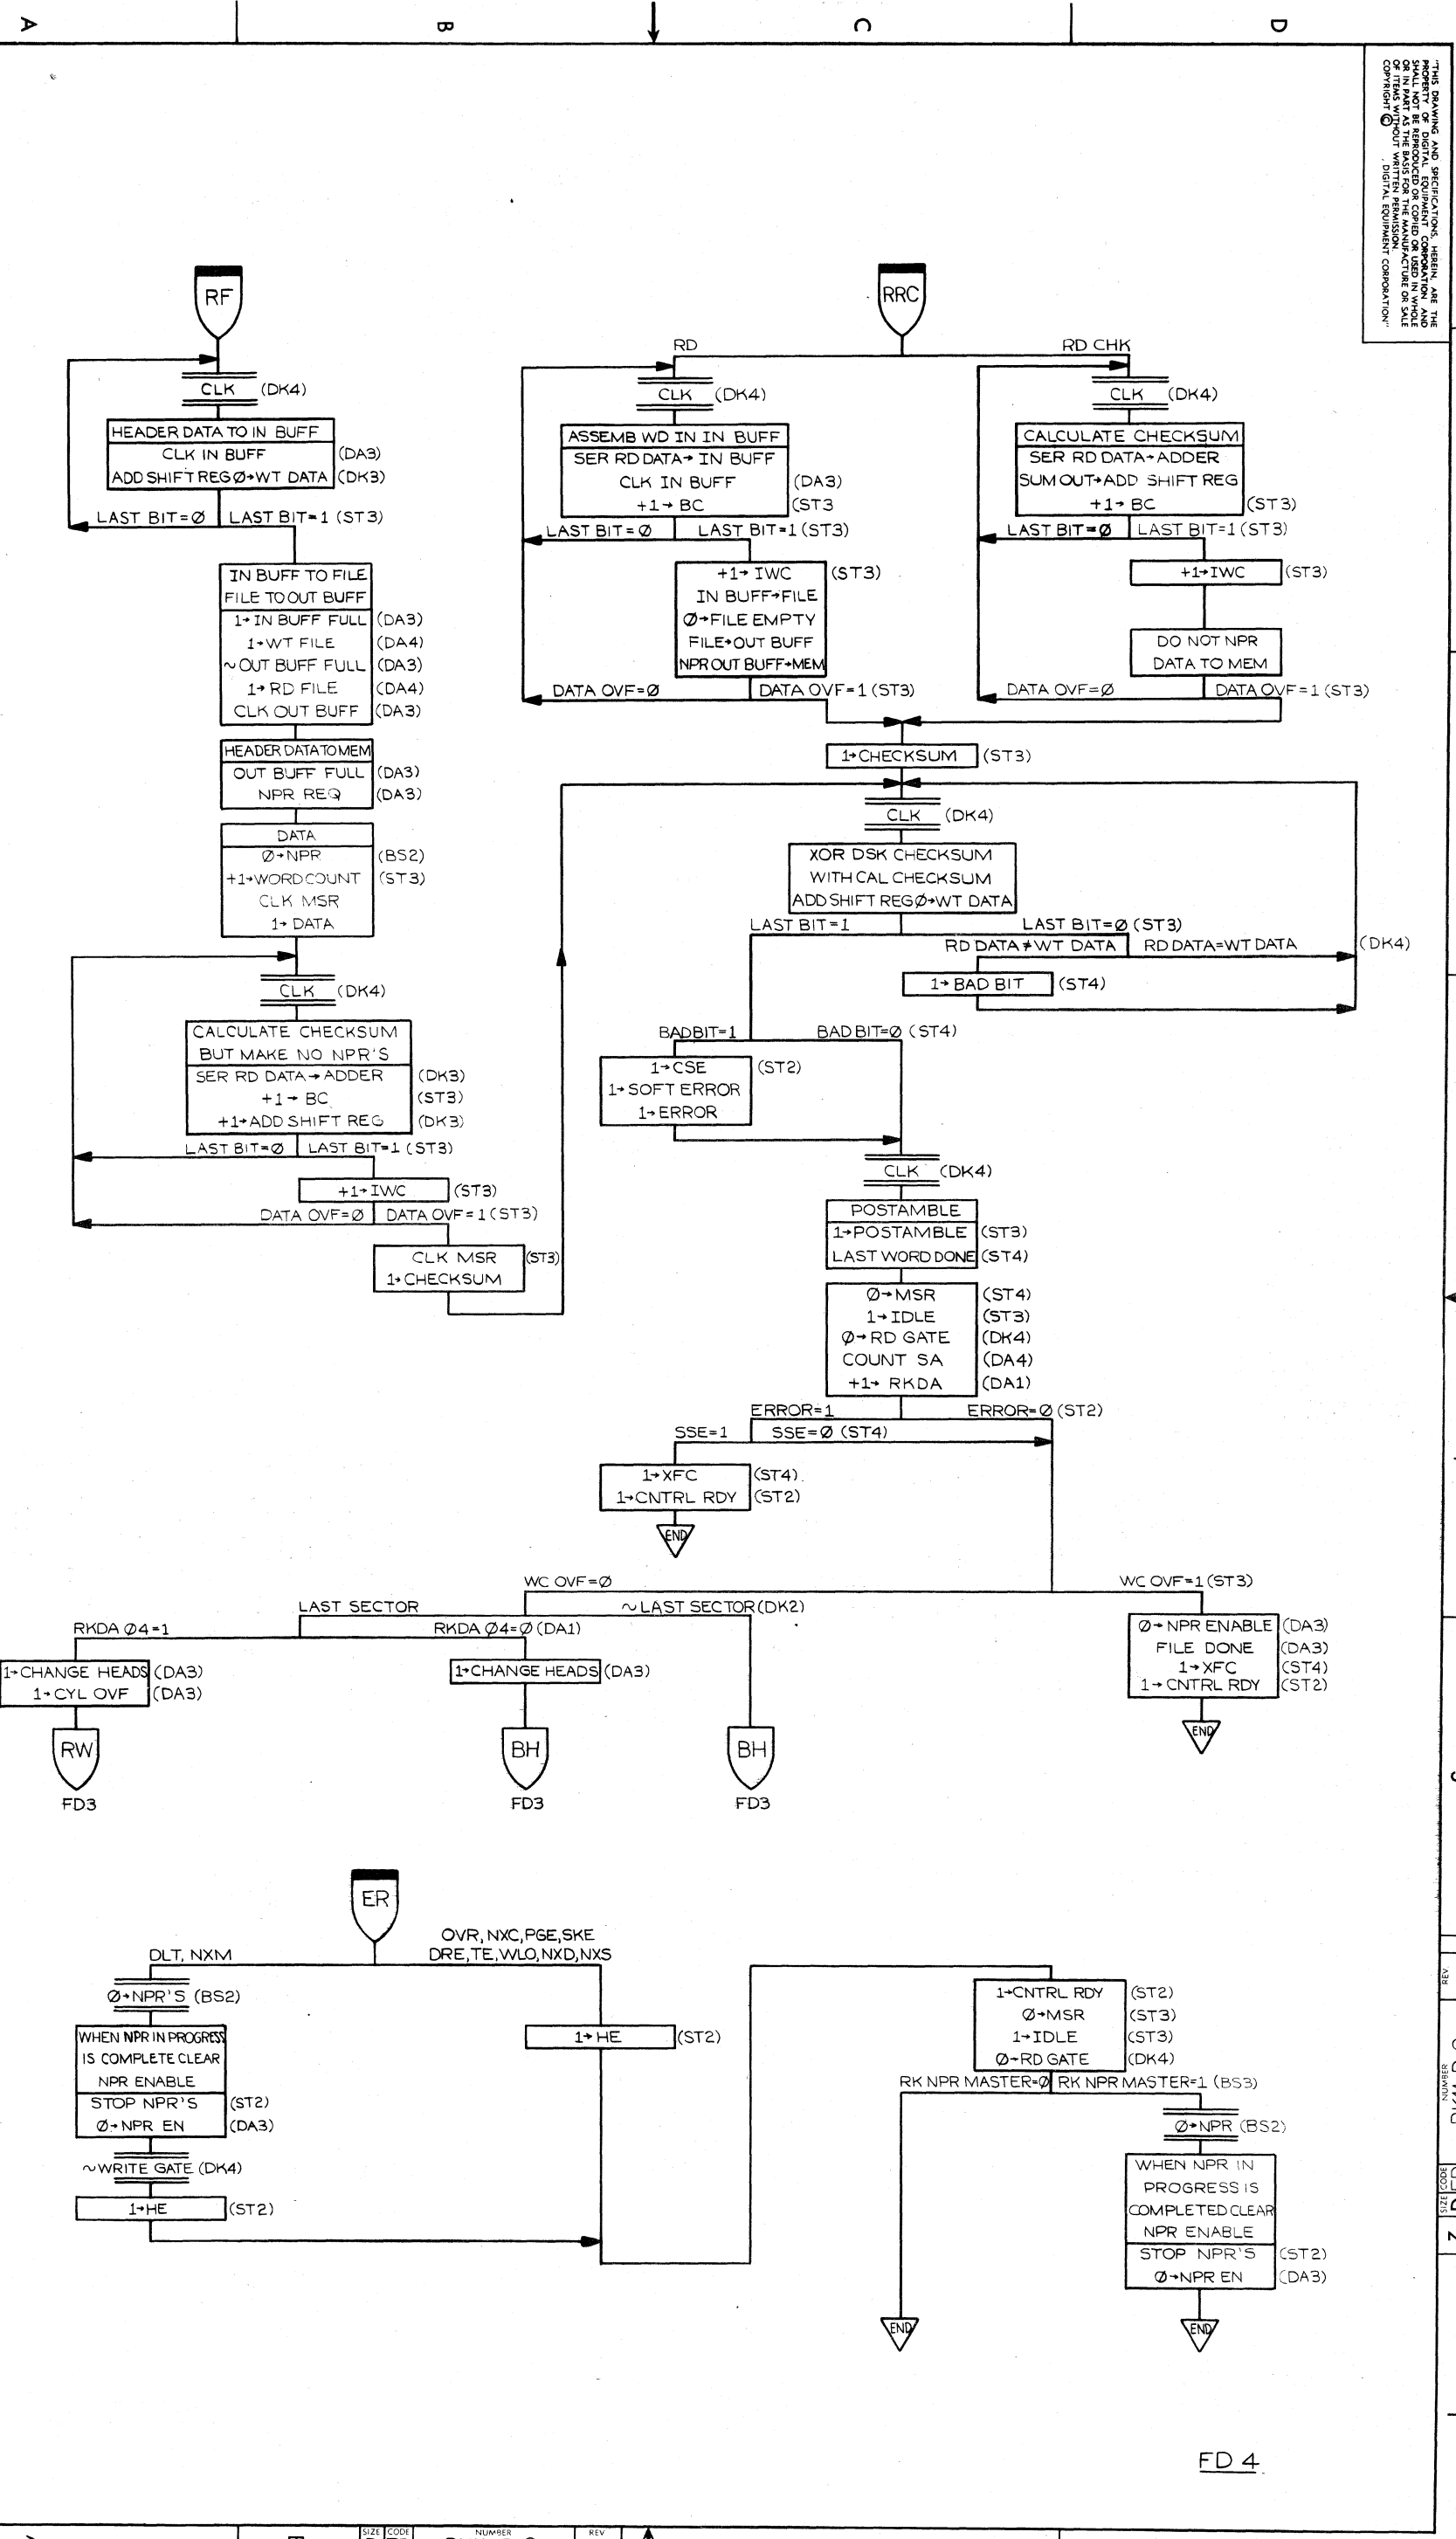 A
B
C
D
"THIS DRAWING AND SPECIFICATIONS, HEREIN, ARE THE
PROPERTY OF DIGITAL EQUIPMENT CORPORATION AND
SHALL NOT BE REPRODUCED OR COPIED OR USED IN WHOLE
OR IN PART AS THE BASIS FOR THE MANUFACTURE OR SALE
OF ITEMS WITHOUT WRITTEN PERMISSION.
COPYRIGHT © , DIGITAL EQUIPMENT CORPORATION"
RF
CLK (DK4)
HEADER DATA TO IN BUFF
CLK IN BUFF (DA3)
ADD SHIFT REG Ø→WT DATA (DK3)
LAST BIT=Ø LAST BIT=1 (ST3)
IN BUFF TO FILE
FILE TO OUT BUFF
1→IN BUFF FULL (DA3)
1→WT FILE (DA4)
~OUT BUFF FULL (DA3)
1→RD FILE (DA4)
CLK OUT BUFF (DA3)
HEADER DATA TO MEM
OUT BUFF FULL (DA3)
NPR REQ (DA3)
DATA
Ø→NPR (BS2)
+1→WORD COUNT (ST3)
CLK MSR
1→DATA
CLK (DK4)
CALCULATE CHECKSUM
BUT MAKE NO NPR'S
SER RD DATA→ADDER (DK3)
+1→BC (ST3)
+1→ADD SHIFT REG (DK3)
LAST BIT=Ø LAST BIT=1 (ST3)
+1→IWC (ST3)
DATA OVF=Ø DATA OVF=1 (ST3)
CLK MSR (ST3)
1→CHECKSUM
RRC
RD
RD CHK
CLK (DK4)
ASSEMB WD IN IN BUFF
SER RD DATA→IN BUFF
CLK IN BUFF (DA3)
+1→BC (ST3
LAST BIT=Ø LAST BIT=1 (ST3)
+1→IWC (ST3)
IN BUFF→FILE
Ø→FILE EMPTY
FILE→OUT BUFF
NPR OUT BUFF→MEM
DATA OVF=Ø DATA OVF=1 (ST3)
CLK (DK4)
CALCULATE CHECKSUM
SER RD DATA→ADDER
SUM OUT→ADD SHIFT REG
+1→BC (ST3)
LAST BIT=Ø LAST BIT=1 (ST3)
+1→IWC (ST3)
DO NOT NPR
DATA TO MEM
DATA OVF=Ø DATA OVF=1 (ST3)
1→CHECKSUM (ST3)
CLK (DK4)
XOR DSK CHECKSUM
WITH CAL CHECKSUM
ADD SHIFT REG Ø→WT DATA
LAST BIT=1 LAST BIT=Ø (ST3)
RD DATA≠WT DATA RD DATA=WT DATA (DK4)
1→BAD BIT (ST4)
BAD BIT=1 BAD BIT=Ø (ST4)
1→CSE (ST2)
1→SOFT ERROR
1→ERROR
CLK (DK4)
POSTAMBLE
1→POSTAMBLE (ST3)
LAST WORD DONE (ST4)
Ø→MSR (ST4)
1→IDLE (ST3)
Ø→RD GATE (DK4)
COUNT SA (DA4)
+1→RKDA (DA1)
ERROR=1 ERROR=Ø (ST2)
SSE=1 SSE=Ø (ST4)
1→XFC (ST4)
1→CNTRL RDY (ST2)
END
WC OVF=Ø WC OVF=1 (ST3)
LAST SECTOR ~LAST SECTOR (DK2)
RKDA Ø4=1 RKDA Ø4=Ø (DA1)
1→CHANGE HEADS (DA3)
1→CYL OVF (DA3)
RW
FD3
1→CHANGE HEADS (DA3)
BH
FD3
BH
FD3
Ø→NPR ENABLE (DA3)
FILE DONE (DA3)
1→XFC (ST4)
1→CNTRL RDY (ST2)
END
ER
DLT, NXM
OVR, NXC, PGE, SKE
DRE, TE, WLO, NXD, NXS
Ø→NPR'S (BS2)
WHEN NPR IN PROGRESS
IS COMPLETE CLEAR
NPR ENABLE
STOP NPR'S (ST2)
Ø→NPR EN (DA3)
~WRITE GATE (DK4)
1→HE (ST2)
1→HE (ST2)
1→CNTRL RDY (ST2)
Ø→MSR (ST3)
1→IDLE (ST3)
Ø→RD GATE (DK4)
RK NPR MASTER=Ø RK NPR MASTER=1 (BS3)
Ø→NPR (BS2)
WHEN NPR IN
PROGRESS IS
COMPLETED CLEAR
NPR ENABLE
STOP NPR'S (ST2)
Ø→NPR EN (DA3)
END
END
FD 4
REV.
NUMBER
SIZE CODE
SIZE CODE
NUMBER
REV